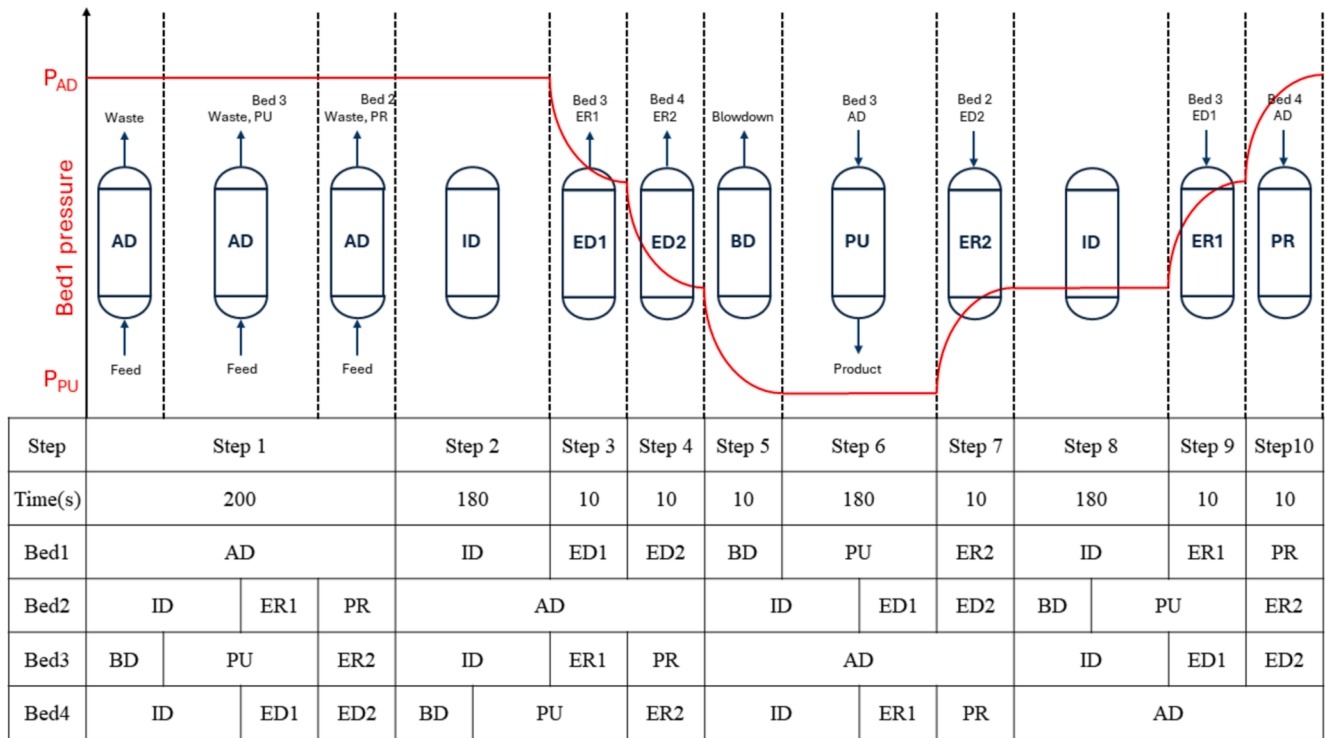 P_AD
Bed1 pressure
P_PU
Waste
Bed 3
Waste, PU
Bed 2
Waste, PR
Bed 3
ER1
Bed 4
ER2
Blowdown
Bed 3
AD
Bed 2
ED2
Bed 3
ED1
Bed 4
AD
AD AD AD ID ED1 ED2 BD PU ER2 ID ER1 PR
Feed Feed Feed Product
Step Step 1 Step 2 Step 3 Step 4 Step 5 Step 6 Step 7 Step 8 Step 9 Step10
Time(s) 200 180 10 10 10 180 10 180 10 10
Bed1 AD ID ED1 ED2 BD PU ER2 ID ER1 PR
Bed2 ID ER1 PR AD ID ED1 ED2 BD PU ER2
Bed3 BD PU ER2 ID ER1 PR AD ID ED1 ED2
Bed4 ID ED1 ED2 BD PU ER2 ID ER1 PR AD